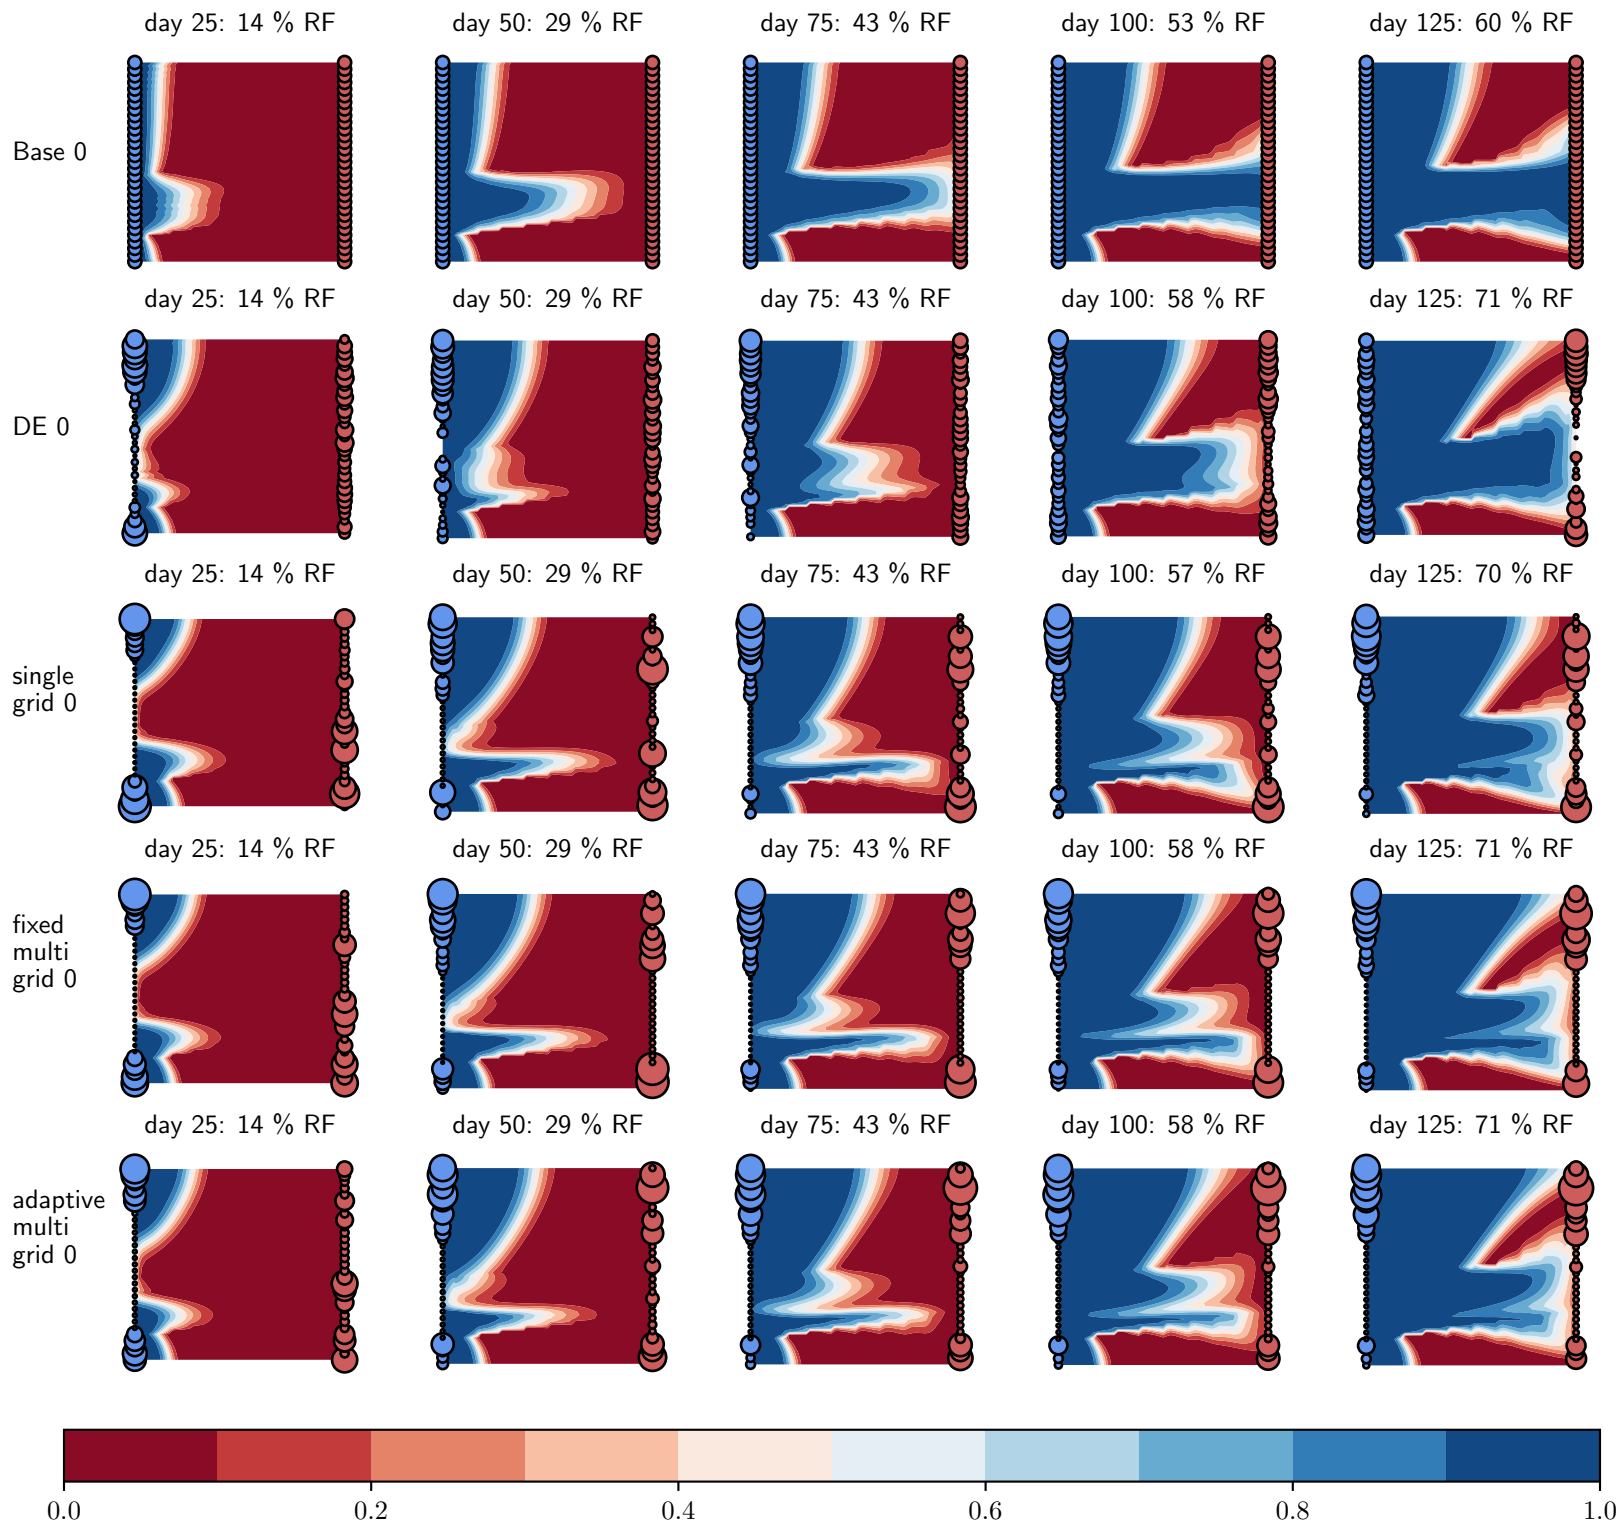 day 25: 14 % RF
day 50: 29 % RF
day 75: 43 % RF
day 100: 53 % RF
day 125: 60 % RF
Base 0
day 25: 14 % RF
day 50: 29 % RF
day 75: 43 % RF
day 100: 58 % RF
day 125: 71 % RF
DE 0
day 25: 14 % RF
day 50: 29 % RF
day 75: 43 % RF
day 100: 57 % RF
day 125: 70 % RF
single
grid 0
day 25: 14 % RF
day 50: 29 % RF
day 75: 43 % RF
day 100: 58 % RF
day 125: 71 % RF
fixed
multi
grid 0
day 25: 14 % RF
day 50: 29 % RF
day 75: 43 % RF
day 100: 58 % RF
day 125: 71 % RF
adaptive
multi
grid 0
0.0
0.2
0.4
0.6
0.8
1.0